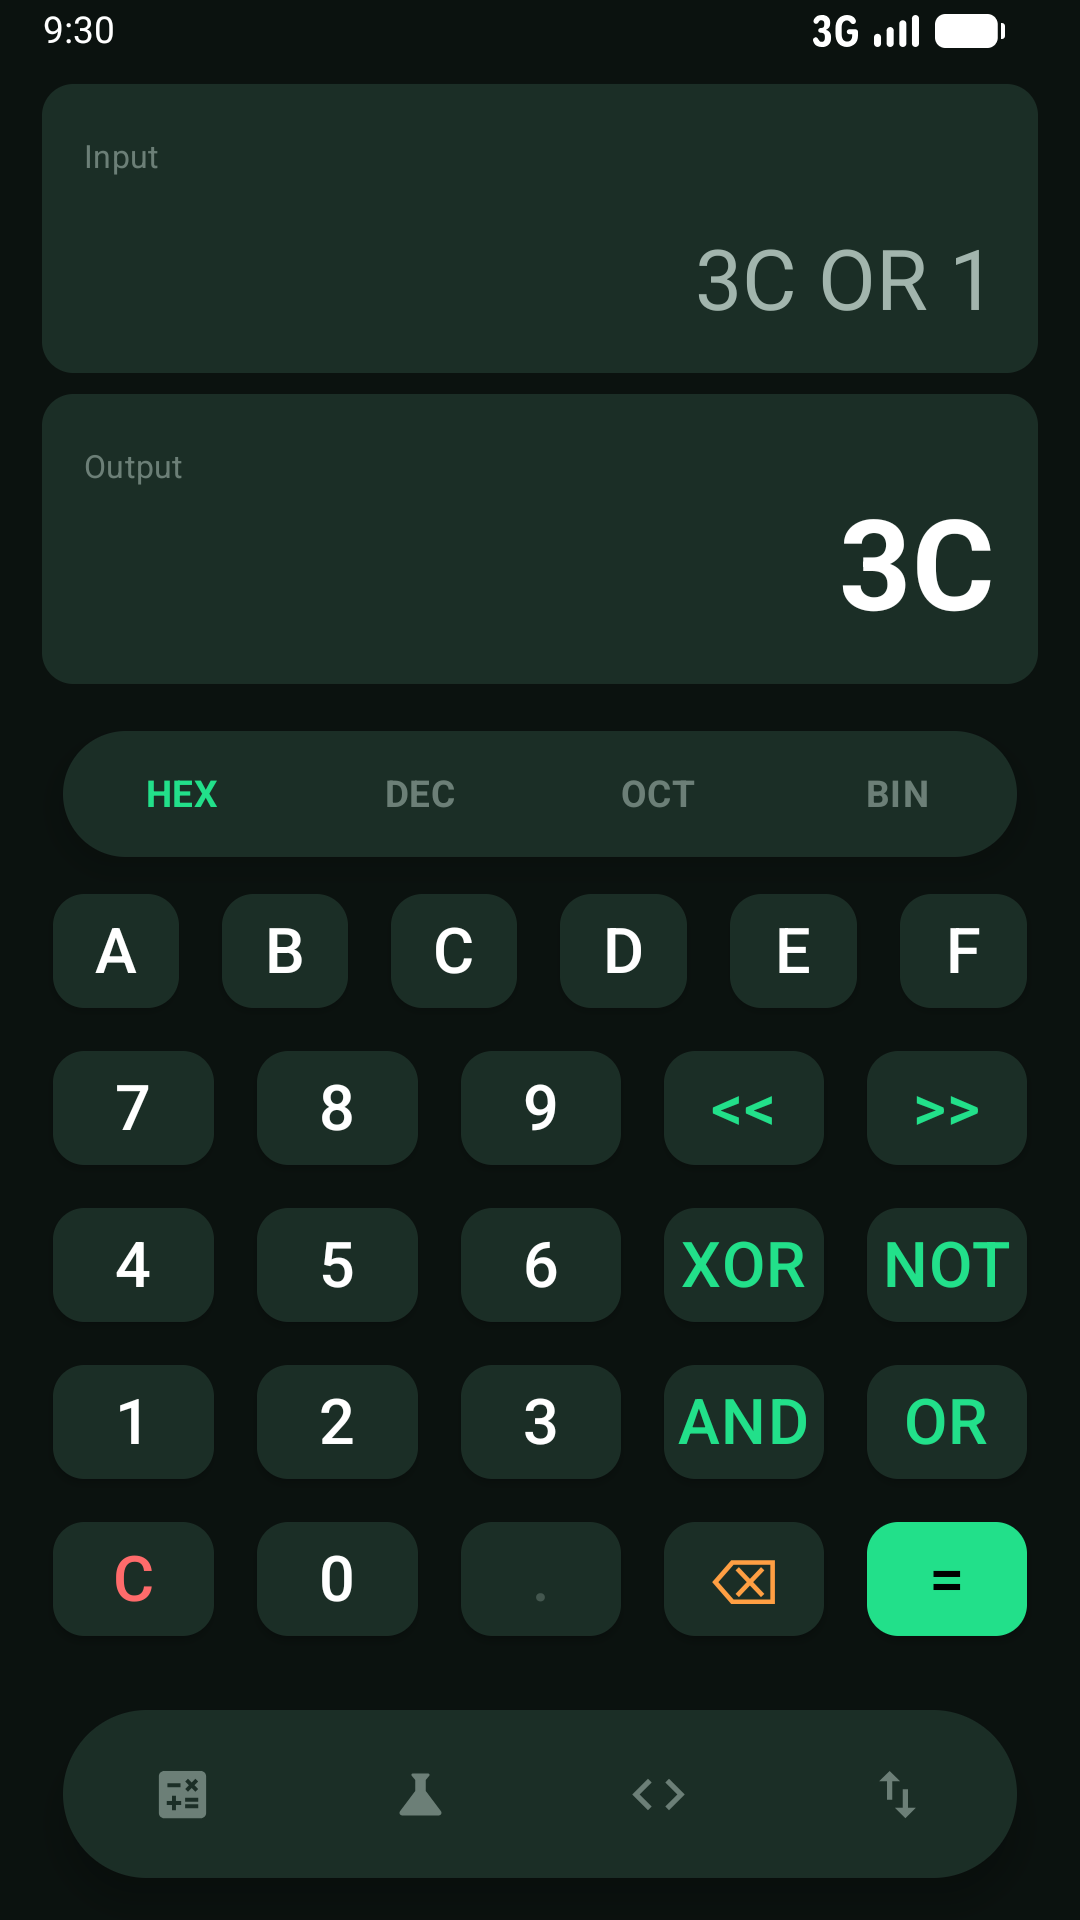 9:30 3G
Input
3C OR 1
Output
3C
HEX DEC OCT BIN
A B C D E F
7 8 9 << >>
4 5 6 XOR NOT
1 2 3 AND OR
C 0 . =